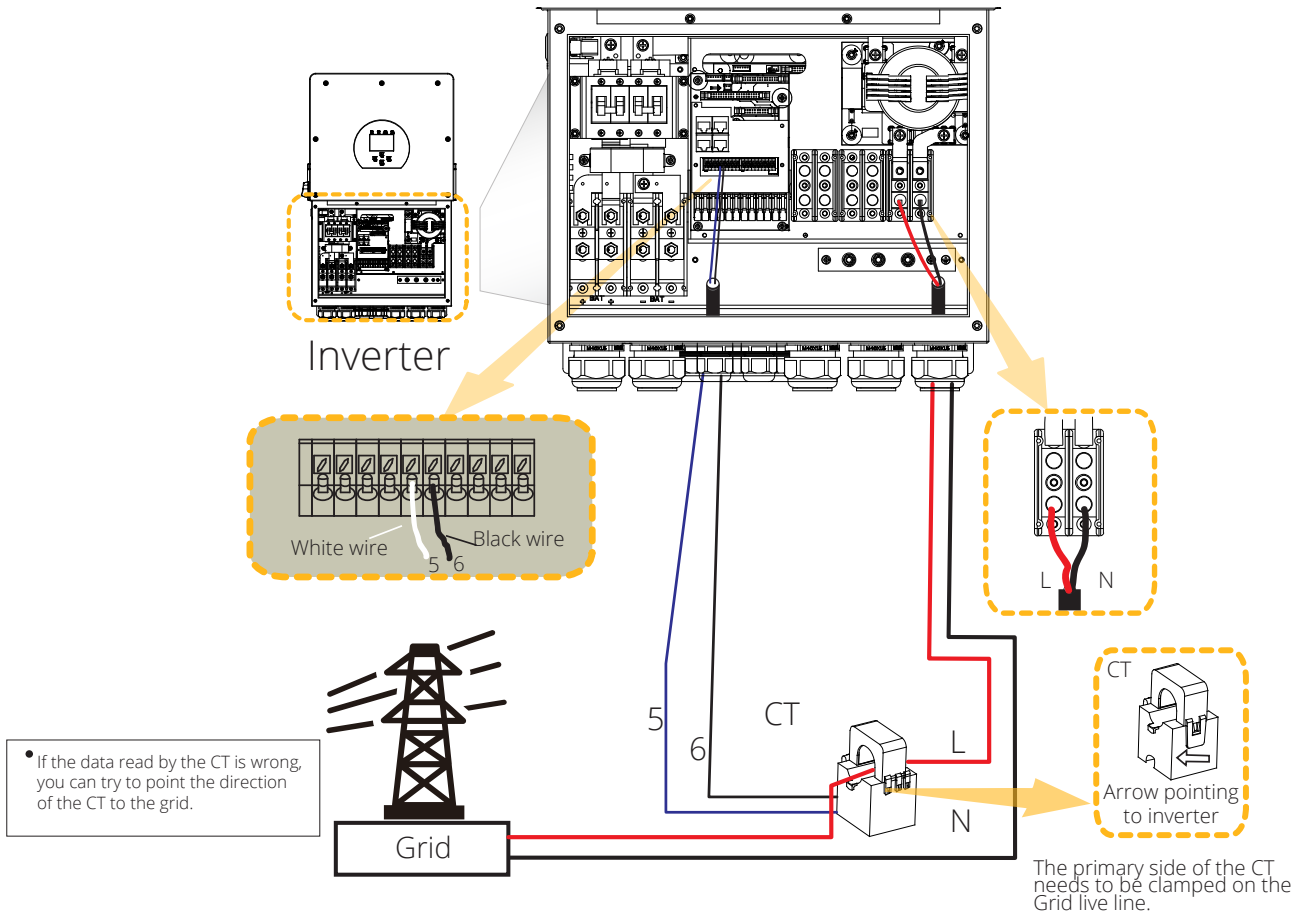 + BAT + − BAT −
Inverter
White wire
Black wire
5 6
L N
CT
Arrow pointing
to inverter
5
6
CT
L
N
• If the data read by the CT is wrong,
you can try to point the direction
of the CT to the grid.
Grid
The primary side of the CT
needs to be clamped on the
Grid live line.